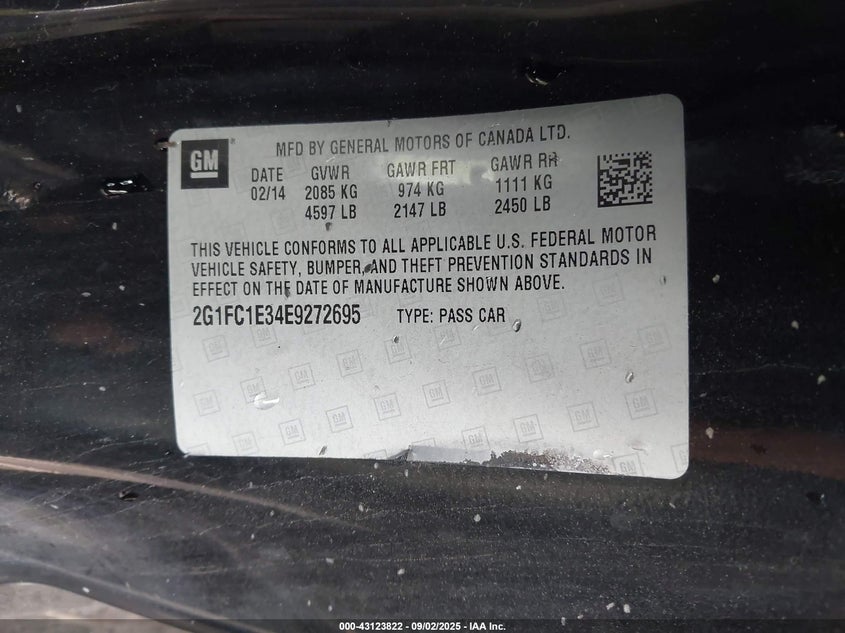 GM
MFD BY GENERAL MOTORS OF CANADA LTD.
DATE GVWR GAWR FRT GAWR RR
02/14 2085 KG 974 KG 1111 KG
4597 LB 2147 LB 2450 LB
THIS VEHICLE CONFORMS TO ALL APPLICABLE U.S. FEDERAL MOTOR
VEHICLE SAFETY, BUMPER, AND THEFT PREVENTION STANDARDS IN
EFFECT ON THE DATE OF MANUFACTURE SHOWN ABOVE.
2G1FC1E34E9272695 TYPE: PASS CAR
000-43123822 - 09/02/2025 - IAA Inc.